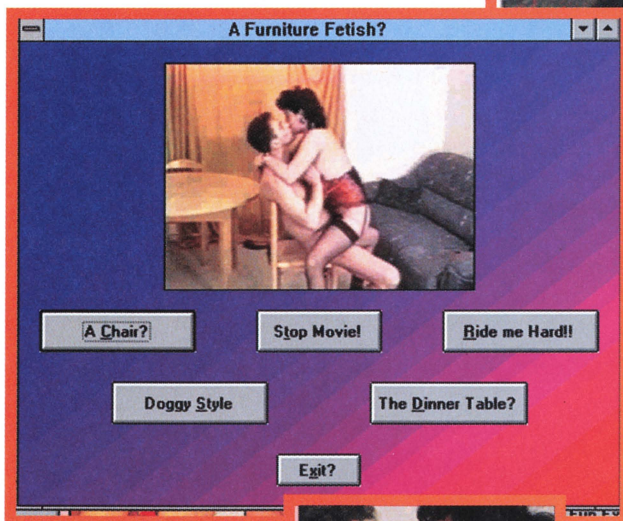 A Furniture Fetish?
A Chair?
Stop Movie!
Ride me Hard!!
Doggy Style
The Dinner Table?
Exit?